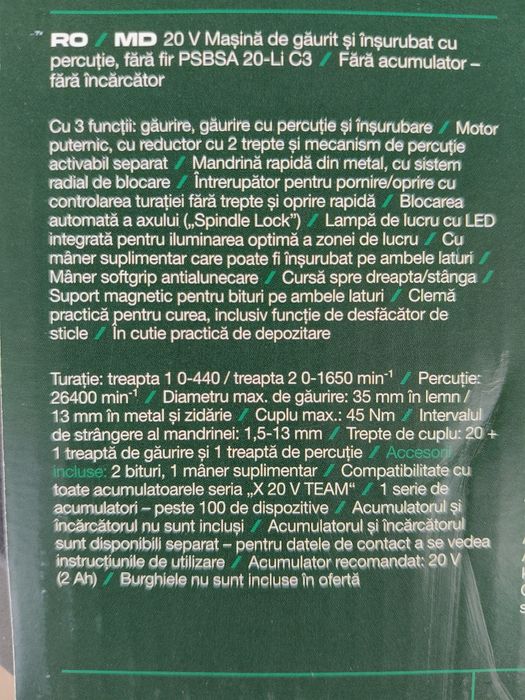 RO / MD 20 V Mașină de găurit și înșurubat cu
percuție, fără fir PSBSA 20-Li C3 / Fără acumulator –
fără încărcător
Cu 3 funcții: găurire, găurire cu percuție și înșurubare / Motor
puternic, cu reductor cu 2 trepte și mecanism de percuție
activabil separat / Mandrină rapidă din metal, cu sistem
radial de blocare / Întrerupător pentru pornire/oprire cu
controlarea turației fără trepte și oprire rapidă / Blocarea
automată a axului („Spindle Lock”) / Lampă de lucru cu LED
integrată pentru iluminarea optimă a zonei de lucru / Cu
mâner suplimentar care poate fi înșurubat pe ambele laturi /
Mâner softgrip antialunecare / Cursă spre dreapta/stânga /
Suport magnetic pentru bituri pe ambele laturi / Clemă
practică pentru curea, inclusiv funcție de desfăcător de
sticle / În cutie practică de depozitare
Turație: treapta 1 0-440 / treapta 2 0-1650 min⁻¹ / Percuție:
26400 min⁻¹ / Diametru max. de găurire: 35 mm în lemn /
13 mm în metal și zidărie / Cuplu max.: 45 Nm / Intervalul
de strângere al mandrinei: 1,5-13 mm / Trepte de cuplu: 20 +
1 treaptă de găurire și 1 treaptă de percuție / Accesorii
incluse: 2 bituri, 1 mâner suplimentar / Compatibilitate cu
toate acumulatoarele seria „X 20 V TEAM“ / 1 serie de
acumulatori – peste 100 de dispozitive / Acumulatorul și
încărcătorul nu sunt incluși / Acumulatorul și încărcătorul
sunt disponibili separat – pentru datele de contact a se vedea
instrucțiunile de utilizare / Acumulator recomandat: 20 V
(2 Ah) / Burghiele nu sunt incluse în ofertă